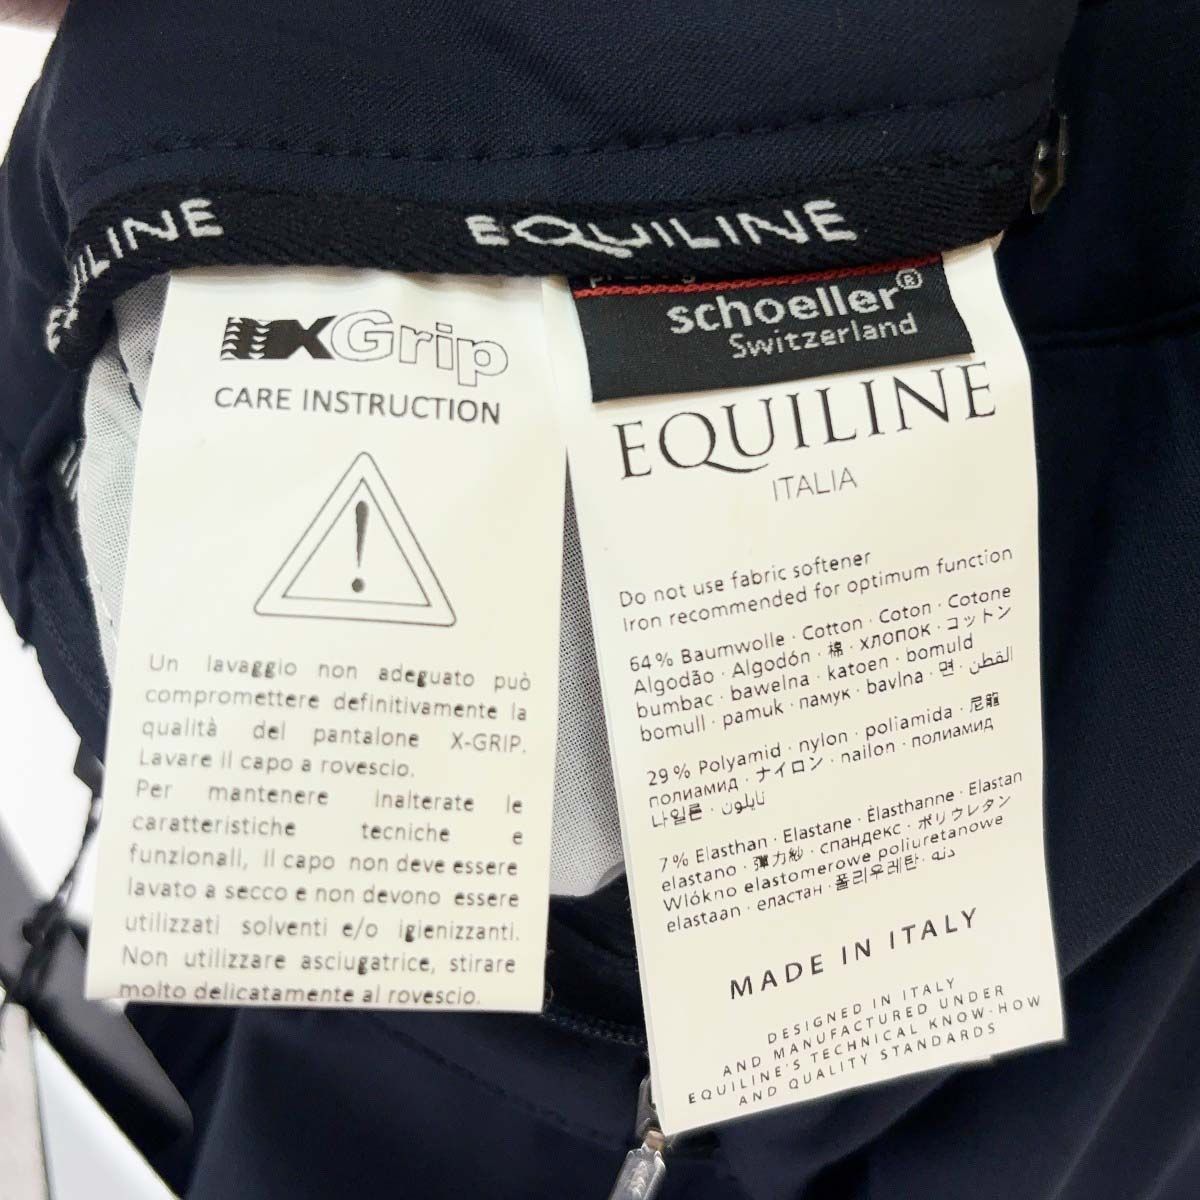 EQUILINE
XGrip
CARE INSTRUCTION
Un lavaggio non adeguato può
compromettere definitivamente la
qualità del pantalone X-GRIP.
Lavare il capo a rovescio.
Per mantenere inalterate le
caratteristiche tecniche e
funzionali, il capo non deve essere
lavato a secco e non devono essere
utilizzati solventi e/o igienizzanti.
Non utilizzare asciugatrice, stirare
molto delicatamente al rovescio.
schoeller®
Switzerland
EQUILINE
ITALIA
Do not use fabric softener
Iron recommended for optimum function
64% Baumwolle · Cotton · Coton · Cotone
Algodão · Algodón · 棉 · хлопок · コットン
bumbac · bawelna · katoen · bomuld
bomull · pamuk · памук · bavlna · 면 · القطن
29% Polyamid · nylon · poliamida · 尼龍
полиамид · ナイロン · nailon · полиамид
나일론 · نايلون
7% Elasthan · Elastane · Élasthanne · Elastan
elastano · 彈力紗 · спандекс · ポリウレタン
Wlókno elastomerowe poliuretanowe
elastaan · еластан · 폴리우레탄 · دنه
MADE IN ITALY
DESIGNED IN ITALY
AND MANUFACTURED UNDER
EQUILINE'S TECHNICAL KNOW-HOW
AND QUALITY STANDARDS